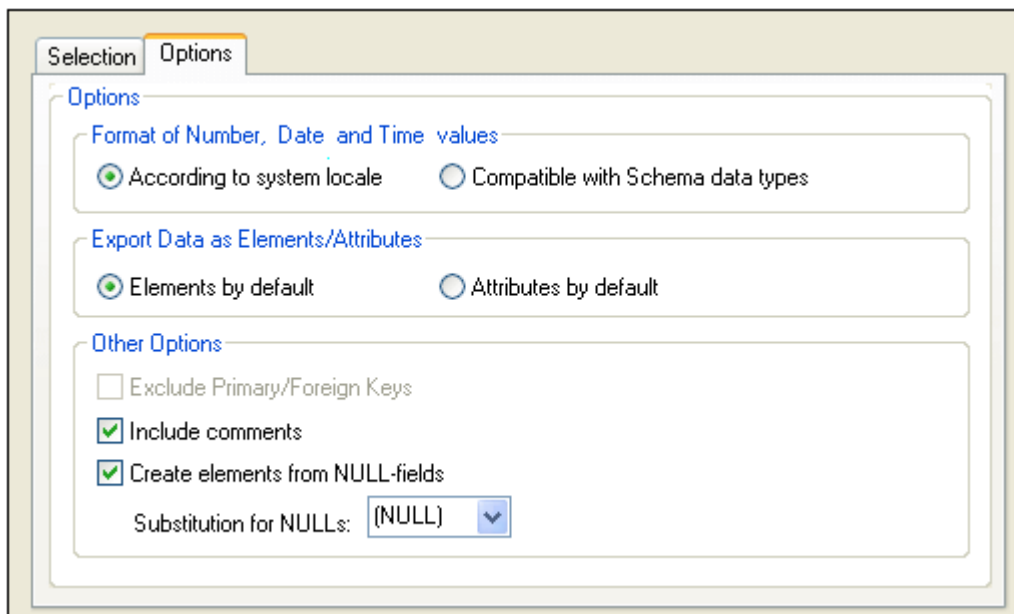 Selection Options
Options
Format of Number, Date and Time values
According to system locale Compatible with Schema data types
Export Data as Elements/Attributes
Elements by default Attributes by default
Other Options
Exclude Primary/Foreign Keys
Include comments
Create elements from NULL-fields
Substitution for NULLs: (NULL)